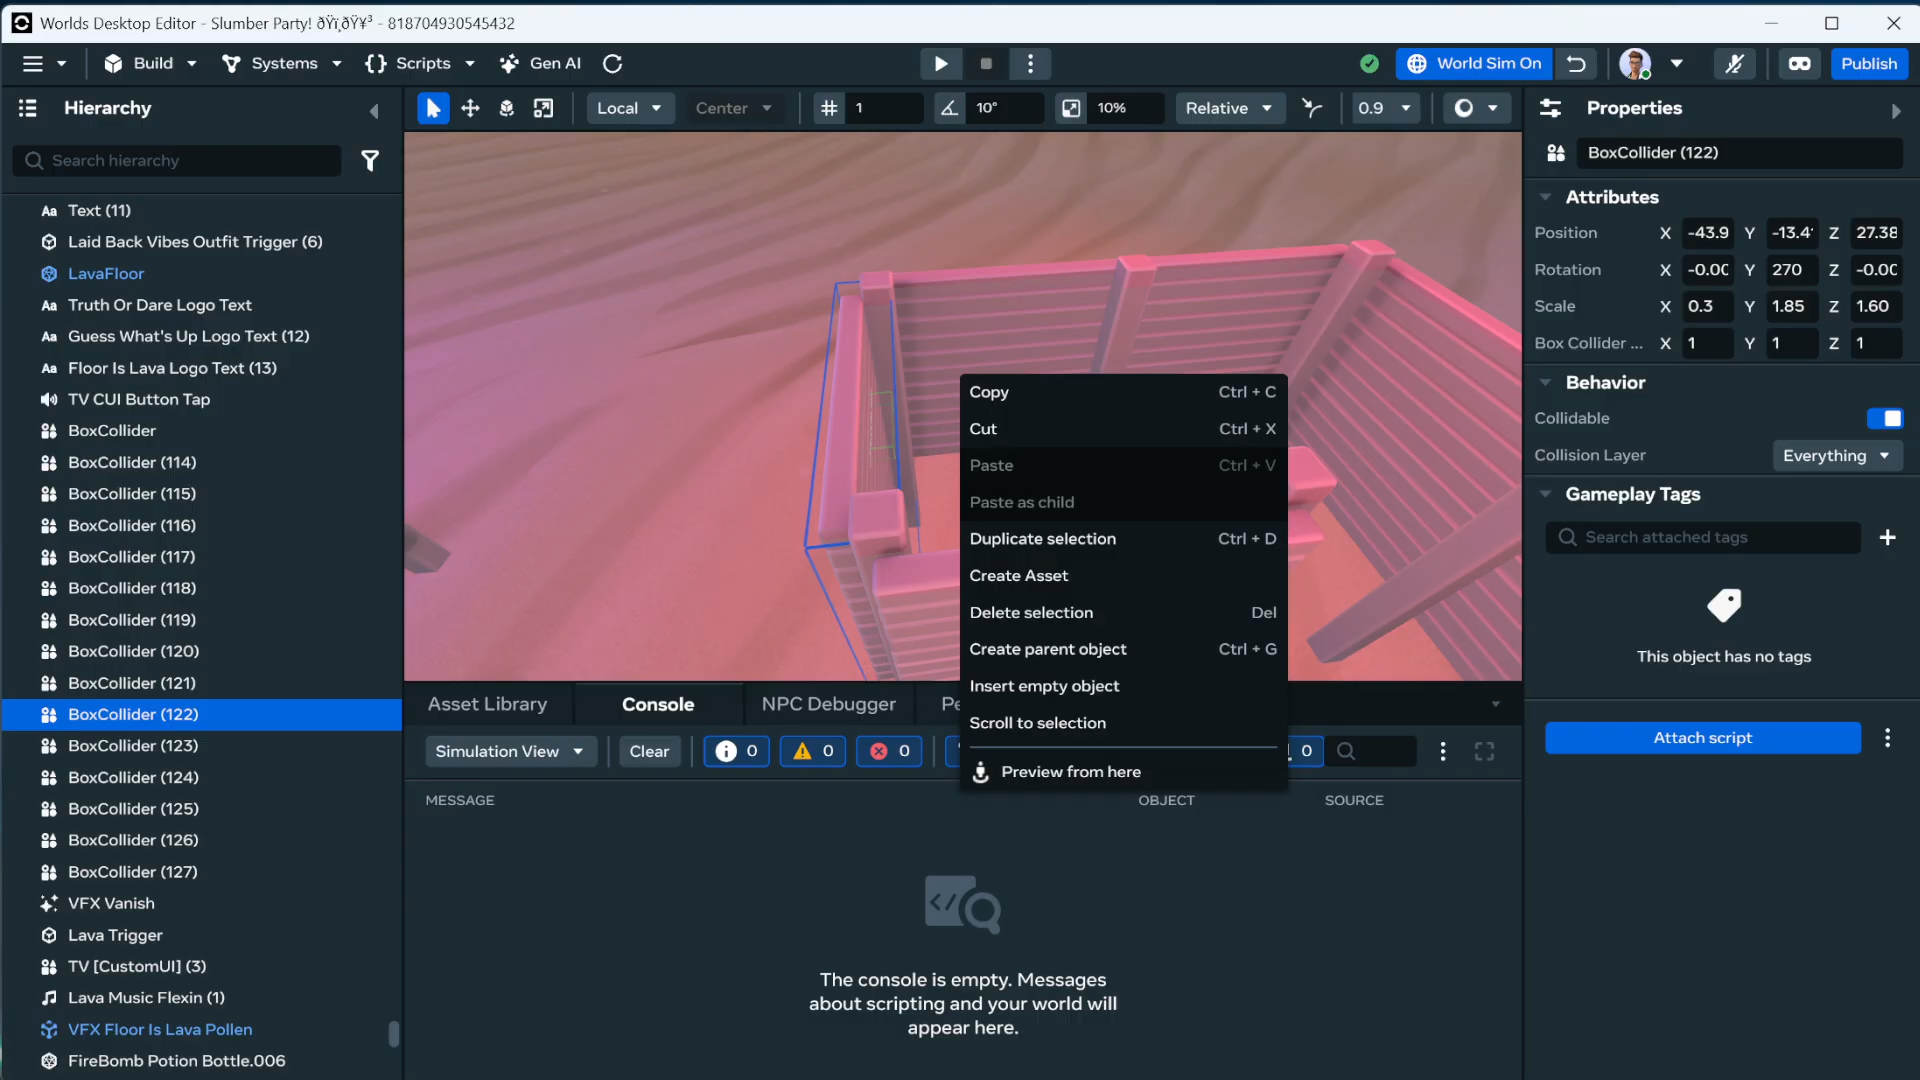 Worlds Desktop Editor - Slumber Party! ðŸï¸ðŸ¥³ - 818704930545432
Build
Systems
Scripts
Gen AI
World Sim On
Publish
Hierarchy
Local
Center
1
10°
10%
Relative
0.9
Properties
Search hierarchy
BoxCollider (122)
Text (11)
Laid Back Vibes Outfit Trigger (6)
LavaFloor
Truth Or Dare Logo Text
Guess What's Up Logo Text (12)
Floor Is Lava Logo Text (13)
TV CUI Button Tap
BoxCollider
BoxCollider (114)
BoxCollider (115)
BoxCollider (116)
BoxCollider (117)
BoxCollider (118)
BoxCollider (119)
BoxCollider (120)
BoxCollider (121)
BoxCollider (122)
BoxCollider (123)
BoxCollider (124)
BoxCollider (125)
BoxCollider (126)
BoxCollider (127)
VFX Vanish
Lava Trigger
TV [CustomUI] (3)
Lava Music Flexin (1)
VFX Floor Is Lava Pollen
FireBomb Potion Bottle.006
Copy Ctrl + C
Cut Ctrl + X
Paste Ctrl + V
Paste as child
Duplicate selection Ctrl + D
Create Asset
Delete selection Del
Create parent object Ctrl + G
Insert empty object
Scroll to selection
Preview from here
Asset Library
Console
NPC Debugger
Pe
Simulation View
Clear
0
0
0
0
MESSAGE
OBJECT
SOURCE
The console is empty. Messages
about scripting and your world will
appear here.
Attributes
Position X -43.9 Y -13.4 Z 27.38
Rotation X -0.00 Y 270 Z -0.00
Scale X 0.3 Y 1.85 Z 1.60
Box Collider ... X 1 Y 1 Z 1
Behavior
Collidable
Collision Layer Everything
Gameplay Tags
Search attached tags
This object has no tags
Attach script